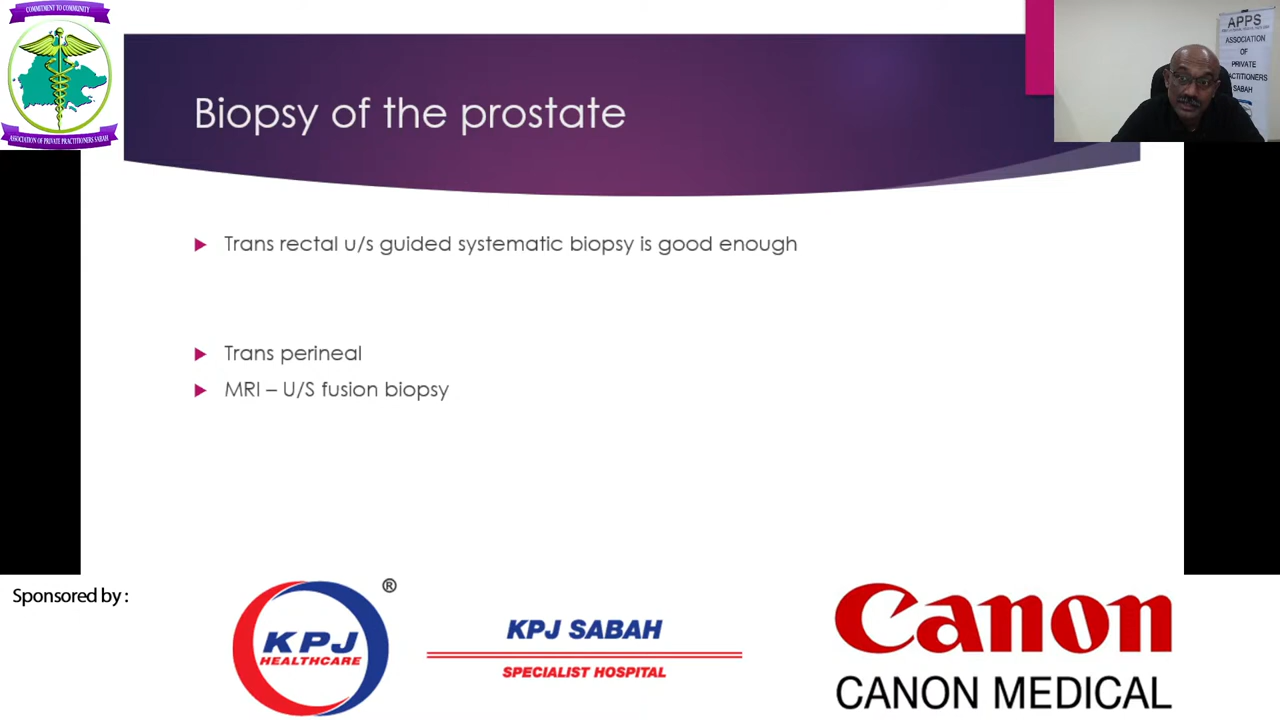 COMMITMENT TO COMMUNITY
ASSOCIATION OF PRIVATE PRACTITIONERS SABAH
Biopsy of the prostate
APPS
ASSOCIATION
OF
PRIVATE
SABAH
Trans rectal u/s guided systematic biopsy is good enough
Trans perineal
MRI – U/S fusion biopsy
Sponsored by :
KPJ
HEALTHCARE
®
KPJ SABAH
SPECIALIST HOSPITAL
Canon
CANON MEDICAL